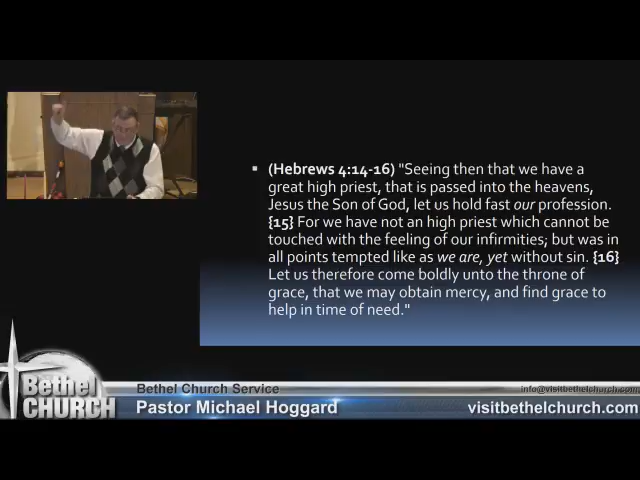 ▪ (Hebrews 4:14-16) "Seeing then that we have a
great high priest, that is passed into the heavens,
Jesus the Son of God, let us hold fast our profession.
{15} For we have not an high priest which cannot be
touched with the feeling of our infirmities; but was in
all points tempted like as we are, yet without sin. {16}
Let us therefore come boldly unto the throne of
grace, that we may obtain mercy, and find grace to
help in time of need."
Bethel
CHURCH
Bethel Church Service
info@visitbethelchurch.com
Pastor Michael Hoggard
visitbethelchurch.com